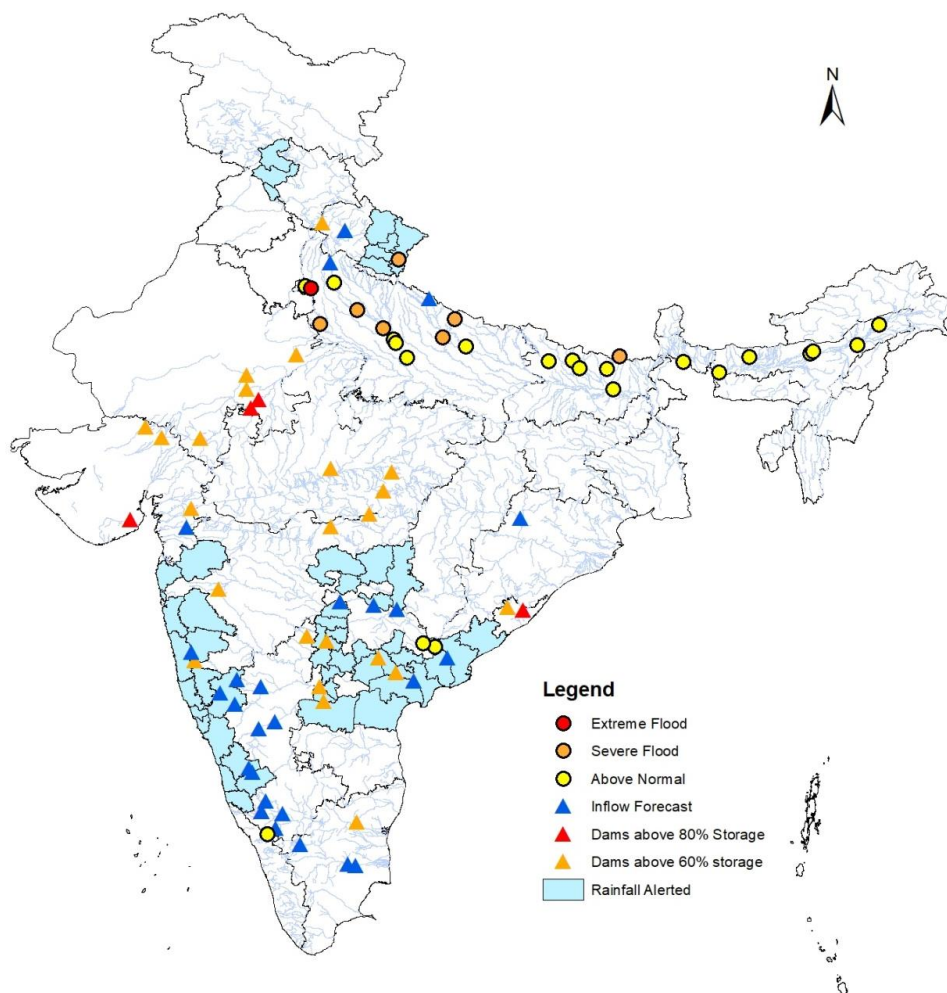 N
Legend
Extreme Flood
Severe Flood
Above Normal
Inflow Forecast
Dams above 80% Storage
Dams above 60% storage
Rainfall Alerted